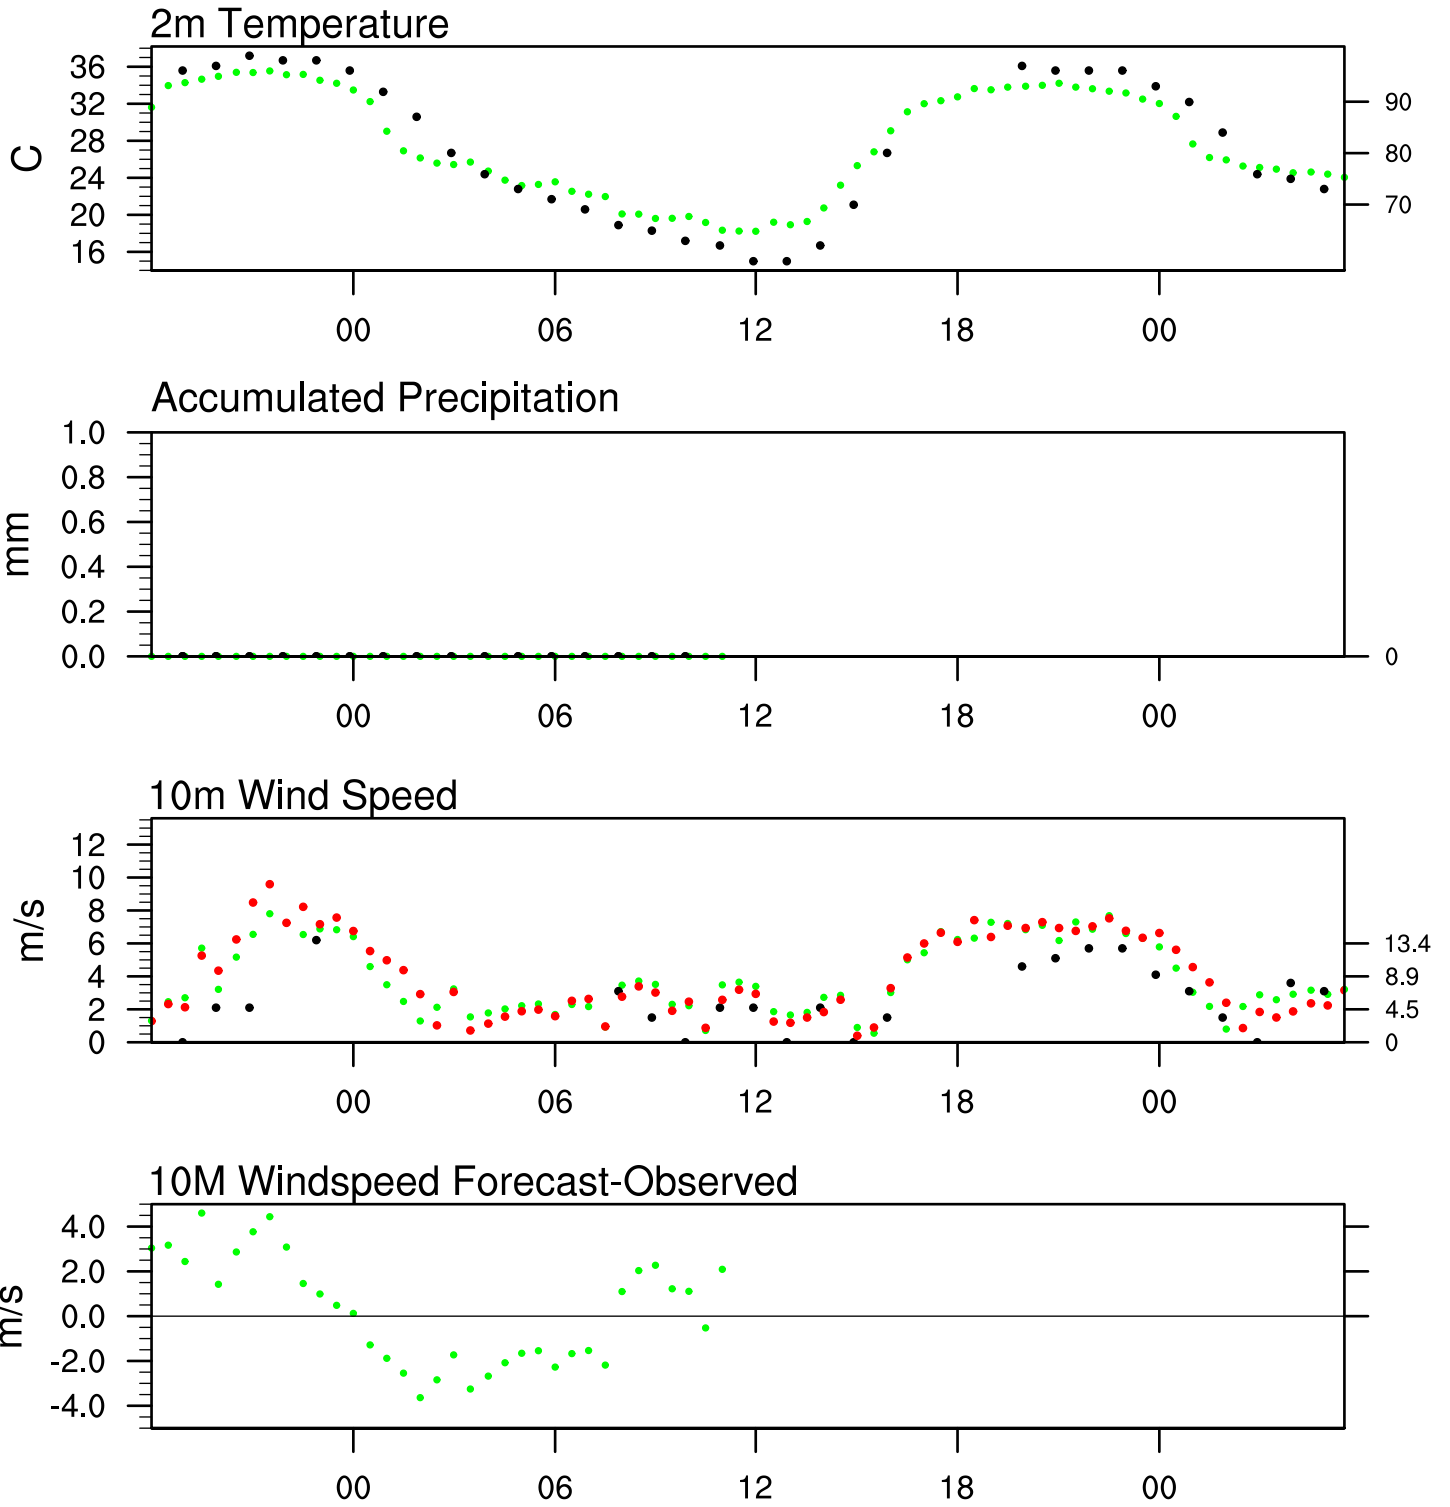 2m Temperature
36
32
28
24
20
16
C
90
80
70
00 06 12 18 00
Accumulated Precipitation
1.0
0.8
0.6
0.4
0.2
0.0
mm
0
00 06 12 18 00
10m Wind Speed
12
10
8
6
4
2
0
m/s
13.4
8.9
4.5
0
00 06 12 18 00
10M Windspeed Forecast-Observed
4.0
2.0
0.0
-2.0
-4.0
m/s
00 06 12 18 00